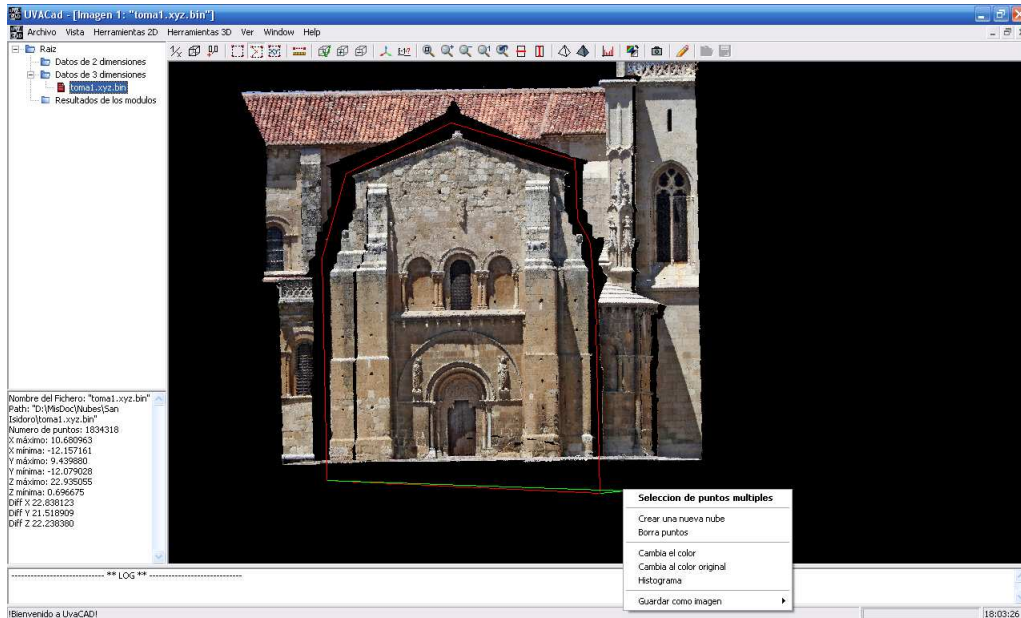 UVACad - [Imagen 1: "toma1.xyz.bin"]
Archivo Vista Herramientas 2D Herramientas 3D Ver Window Help
Raiz
Datos de 2 dimensiones
Datos de 3 dimensiones
toma1.xyz.bin
Resultados de los modulos
Nombre del Fichero: "toma1.xyz.bin"
Path: "D:\MisDoc\Nubes\San
Isidoro\toma1.xyz.bin"
Numero de puntos: 1834318
X máximo: 10.680963
X mínima: -12.157161
Y máximo: 9.439880
Y mínima: -12.079028
Z máximo: 22.935055
Z mínima: 0.696675
Diff X 22.838123
Diff Y 21.518909
Diff Z 22.238380
Seleccion de puntos multiples
Crear una nueva nube
Borra puntos
Cambia el color
Cambia al color original
Histograma
Guardar como imagen
---------------------------- ** LOG ** ----------------------------
!Bienvenido a UvaCAD!
18:03:26